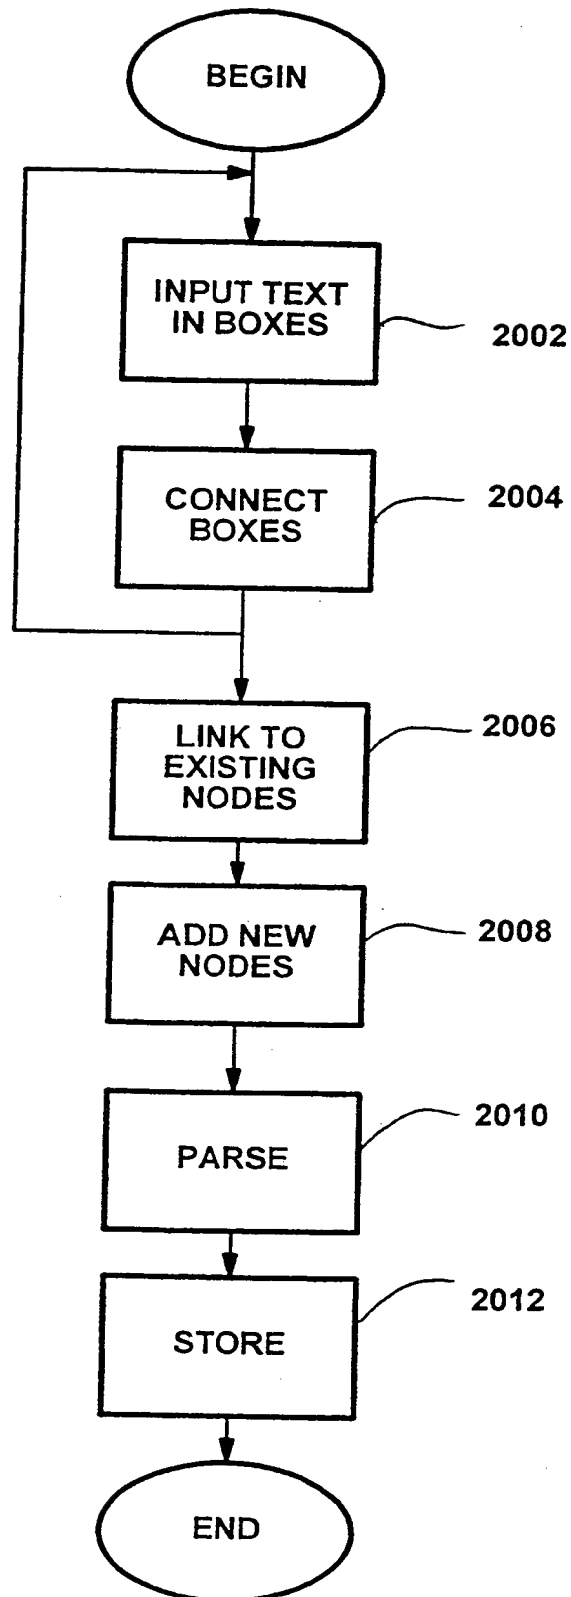 BEGIN
INPUT TEXT
IN BOXES
2002
CONNECT
BOXES
2004
LINK TO
EXISTING
NODES
2006
ADD NEW
NODES
2008
PARSE
2010
STORE
2012
END